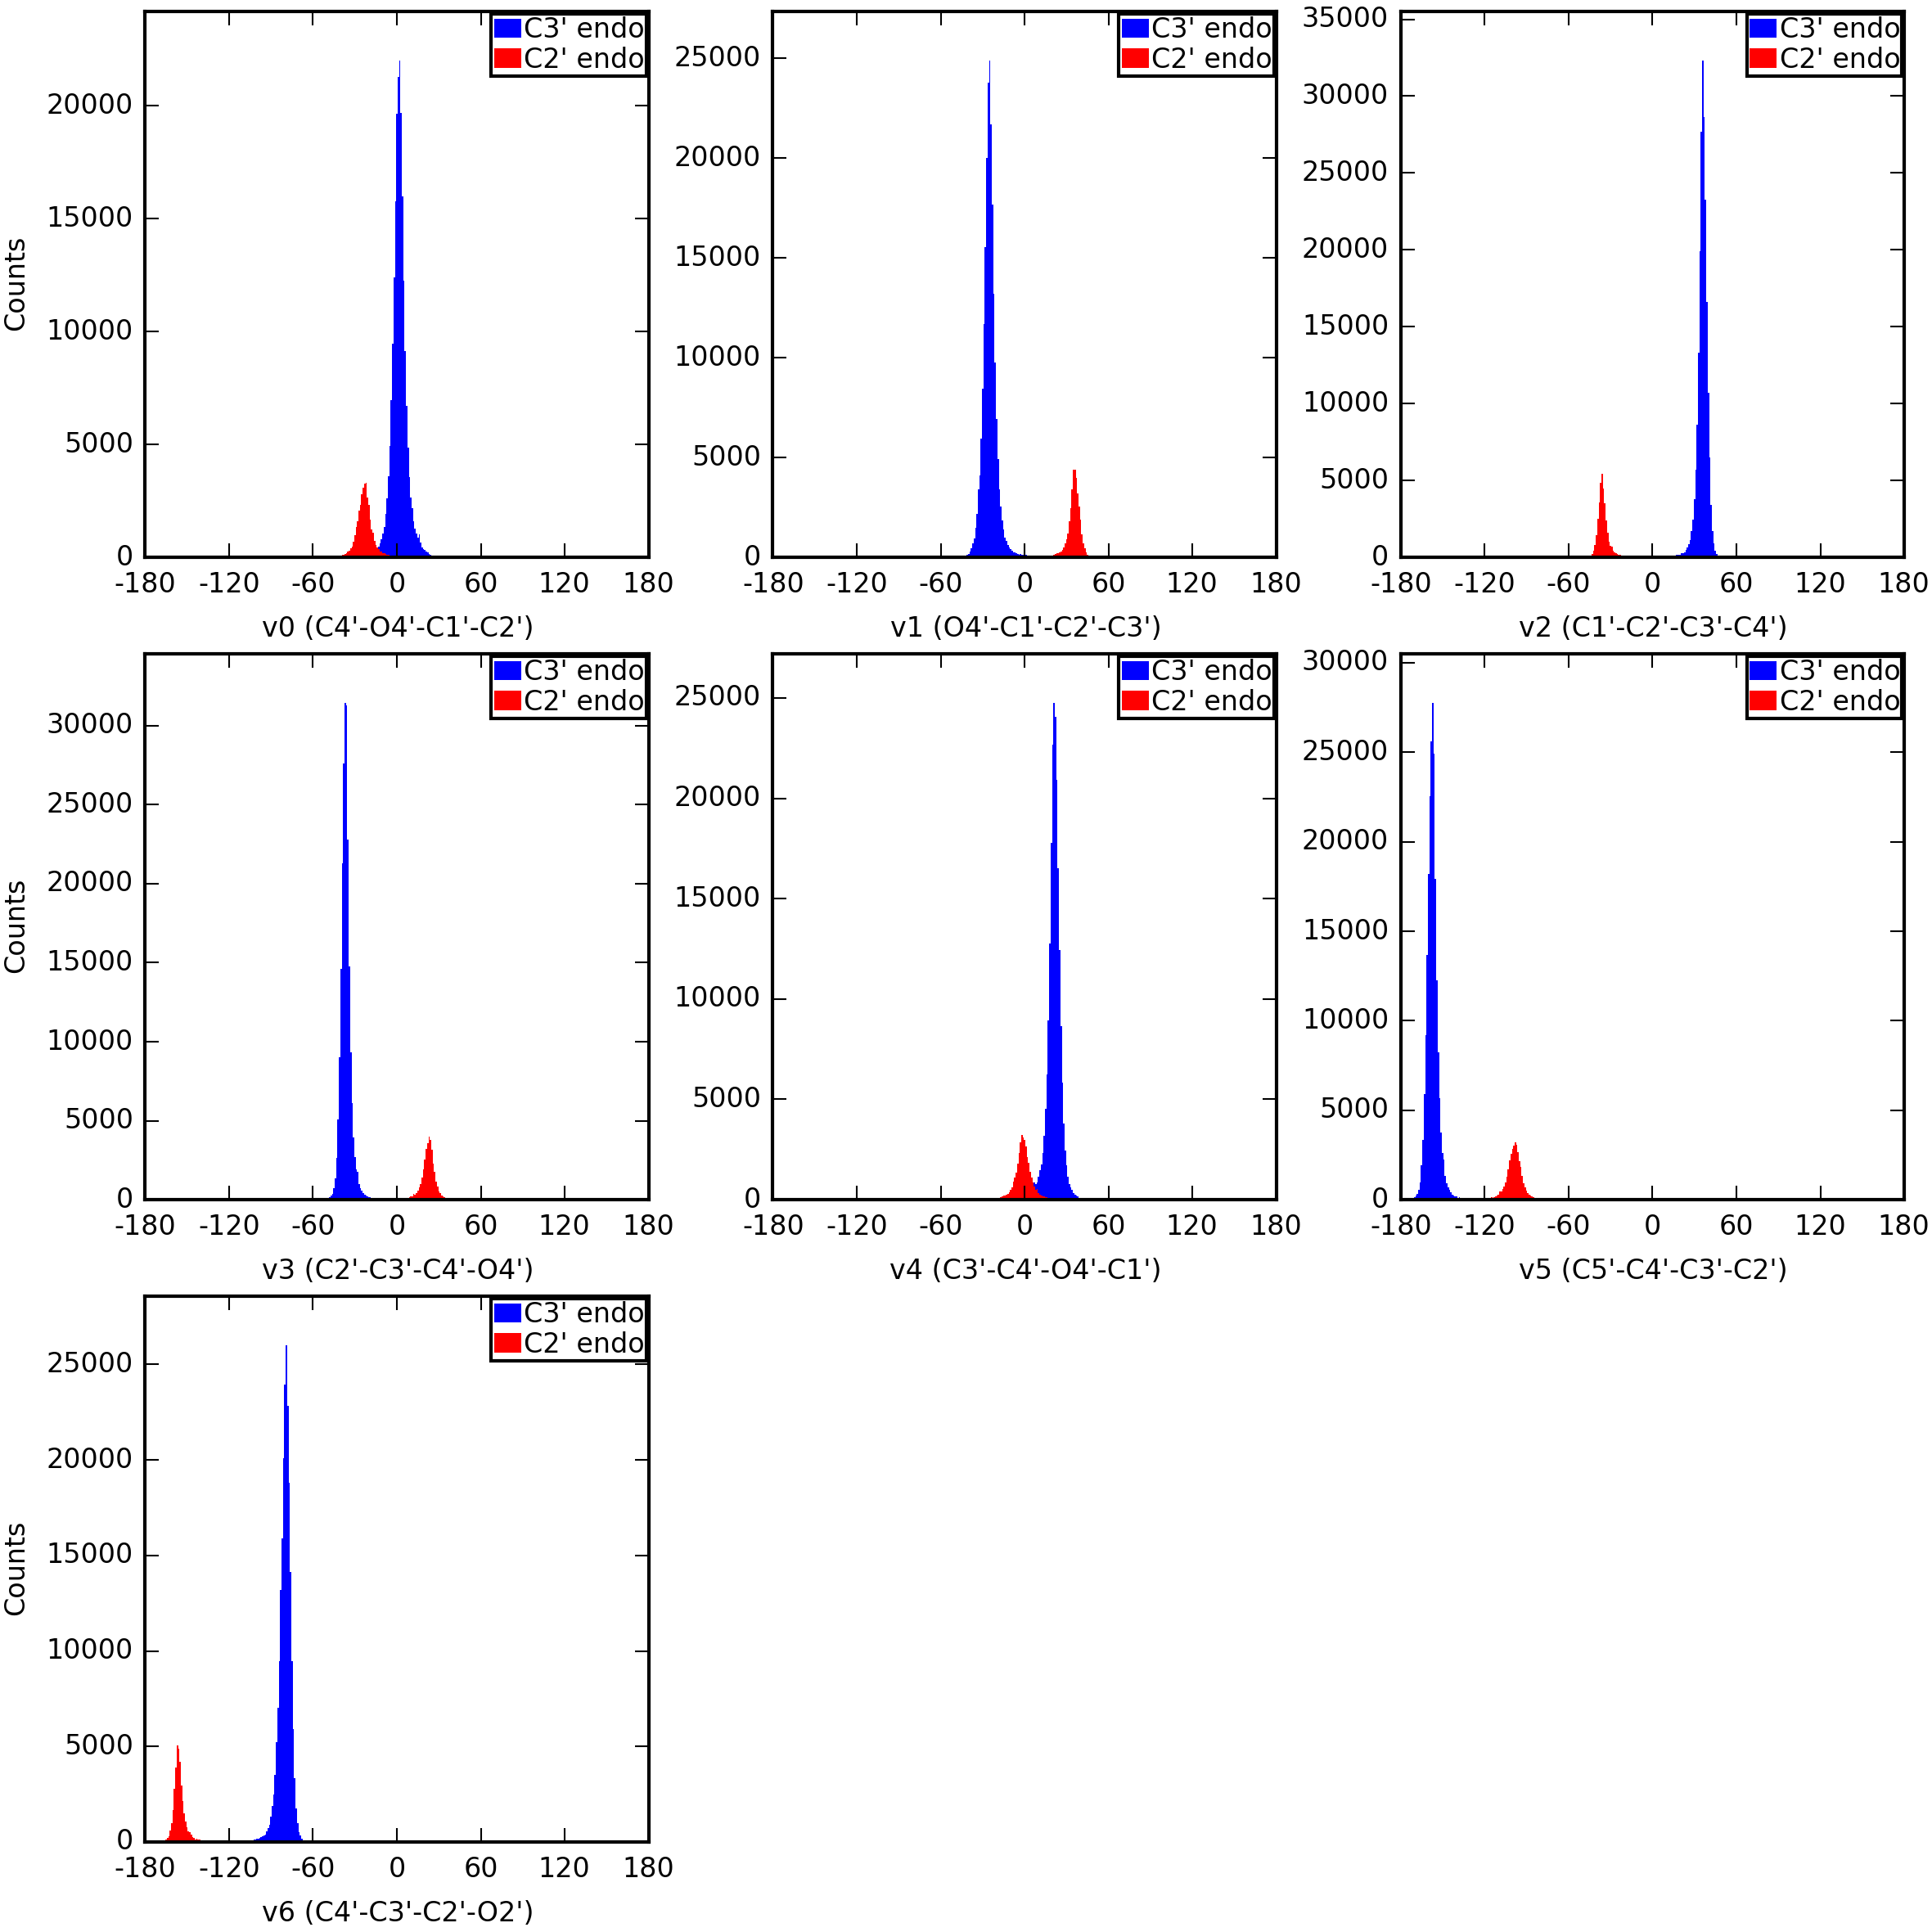 C3' endo
C2' endo
20000
15000
10000
5000
0
Counts
-180 -120 -60 0 60 120 180
v0 (C4'-O4'-C1'-C2')
C3' endo
C2' endo
25000
20000
15000
10000
5000
0
-180 -120 -60 0 60 120 180
v1 (O4'-C1'-C2'-C3')
C3' endo
C2' endo
35000
30000
25000
20000
15000
10000
5000
0
-180 -120 -60 0 60 120 180
v2 (C1'-C2'-C3'-C4')
C3' endo
C2' endo
30000
25000
20000
15000
10000
5000
0
Counts
-180 -120 -60 0 60 120 180
v3 (C2'-C3'-C4'-O4')
C3' endo
C2' endo
25000
20000
15000
10000
5000
0
-180 -120 -60 0 60 120 180
v4 (C3'-C4'-O4'-C1')
C3' endo
C2' endo
30000
25000
20000
15000
10000
5000
0
-180 -120 -60 0 60 120 180
v5 (C5'-C4'-C3'-C2')
C3' endo
C2' endo
25000
20000
15000
10000
5000
0
Counts
-180 -120 -60 0 60 120 180
v6 (C4'-C3'-C2'-O2')